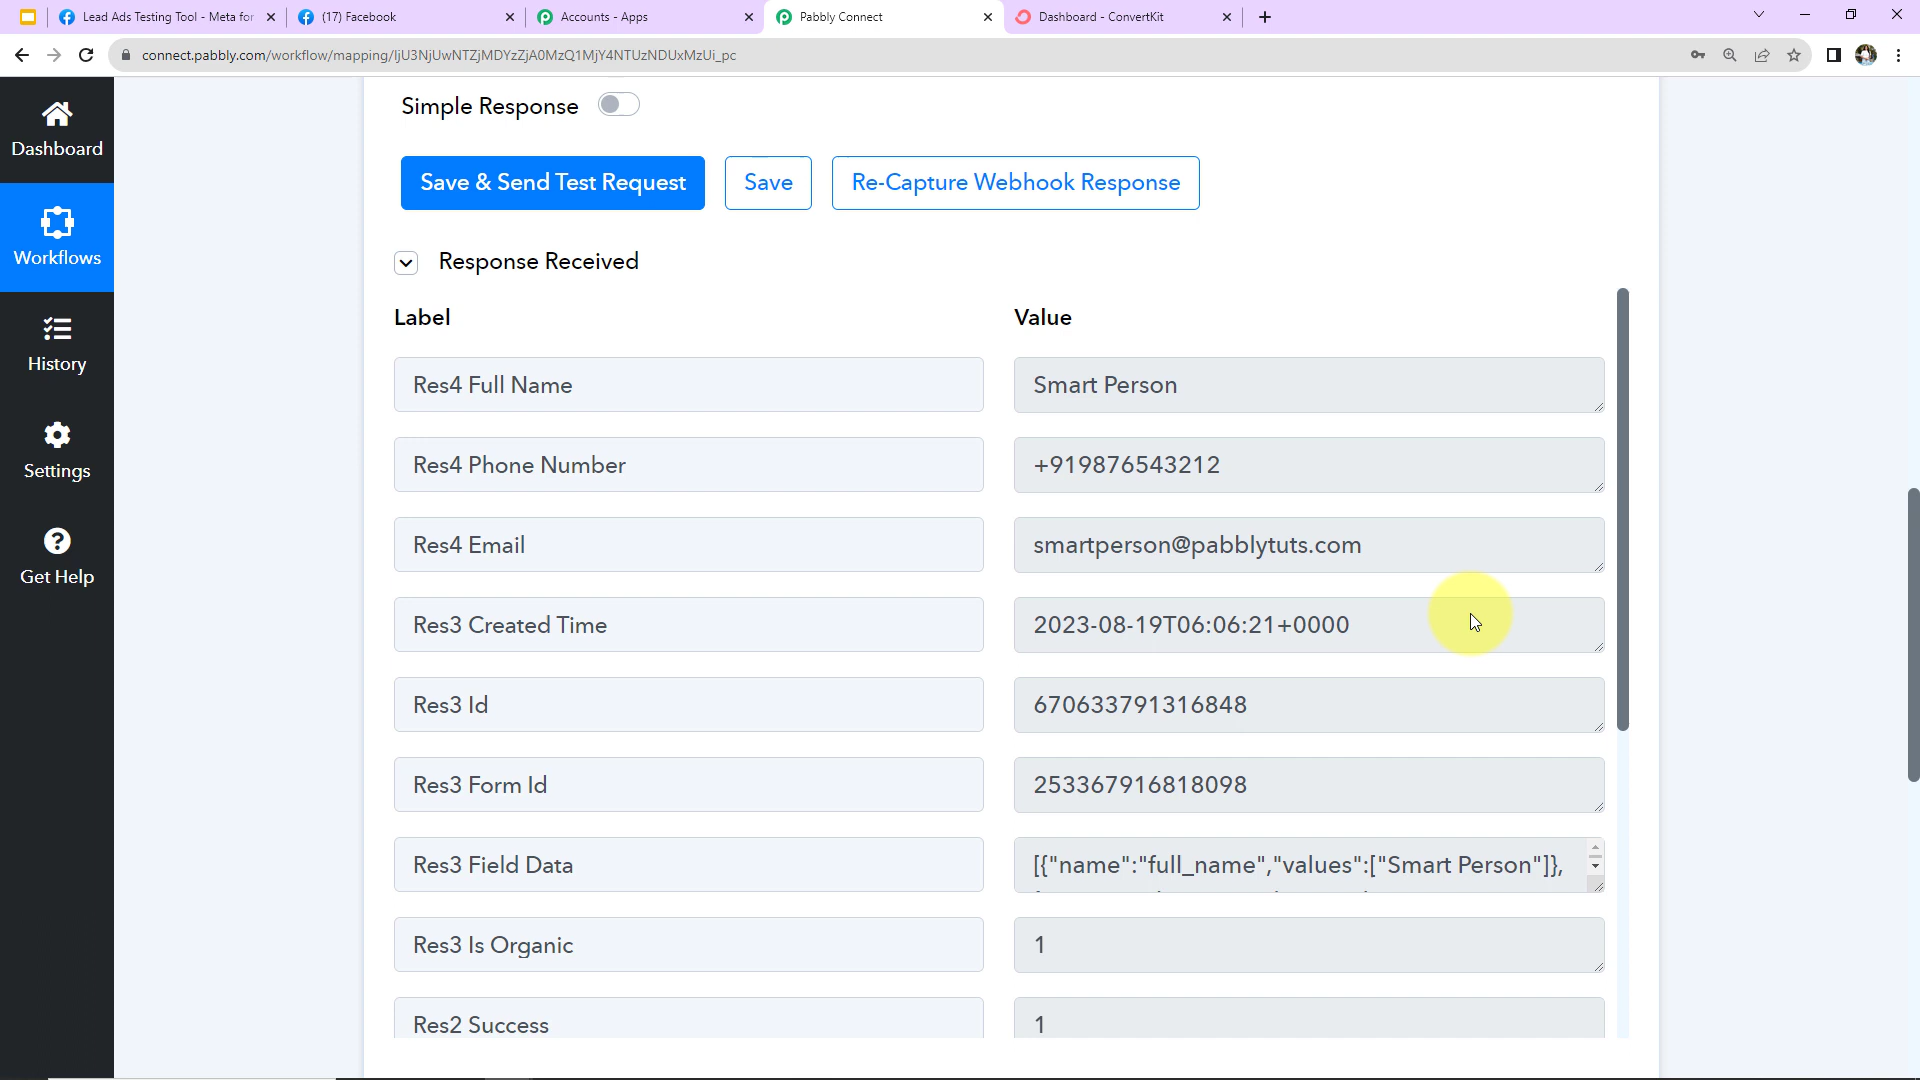 Lead Ads Testing Tool - Meta for
(17) Facebook
Accounts - Apps
Pabbly Connect
Dashboard - ConvertKit
connect.pabbly.com/workflow/mapping/IjU3NjUwNTZjMDYzZjA0MzQ1MjY4NTUzNDUxMzUi_pc
Dashboard
Workflows
History
Settings
Get Help
Simple Response
Save & Send Test Request
Save
Re-Capture Webhook Response
Response Received
Label
Value
Res4 Full Name
Smart Person
Res4 Phone Number
+919876543212
Res4 Email
smartperson@pabblytuts.com
Res3 Created Time
2023-08-19T06:06:21+0000
Res3 Id
670633791316848
Res3 Form Id
253367916818098
Res3 Field Data
[{"name":"full_name","values":["Smart Person"]},
Res3 Is Organic
1
Res2 Success
1